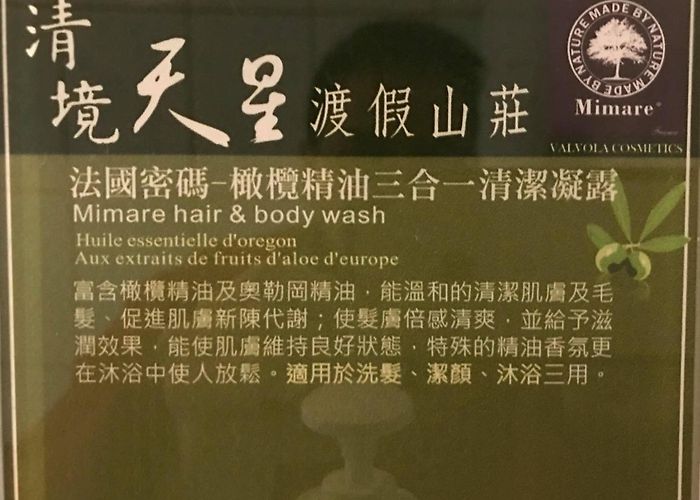 清境天星渡假山莊
MADE BY NATURE MADE BY NATURE
Mimare®
VALVOLA COSMETICS
法國密碼-橄欖精油三合一清潔凝露
Mimare hair & body wash
Huile essentielle d'oregon
Aux extraits de fruits d'aloe d'europe
富含橄欖精油及奧勒岡精油，能溫和的清潔肌膚及毛
髮、促進肌膚新陳代謝；使髮膚倍感清爽，並給予滋
潤效果，能使肌膚維持良好狀態，特殊的精油香氛更
在沐浴中使人放鬆。適用於洗髮、潔顏、沐浴三用。